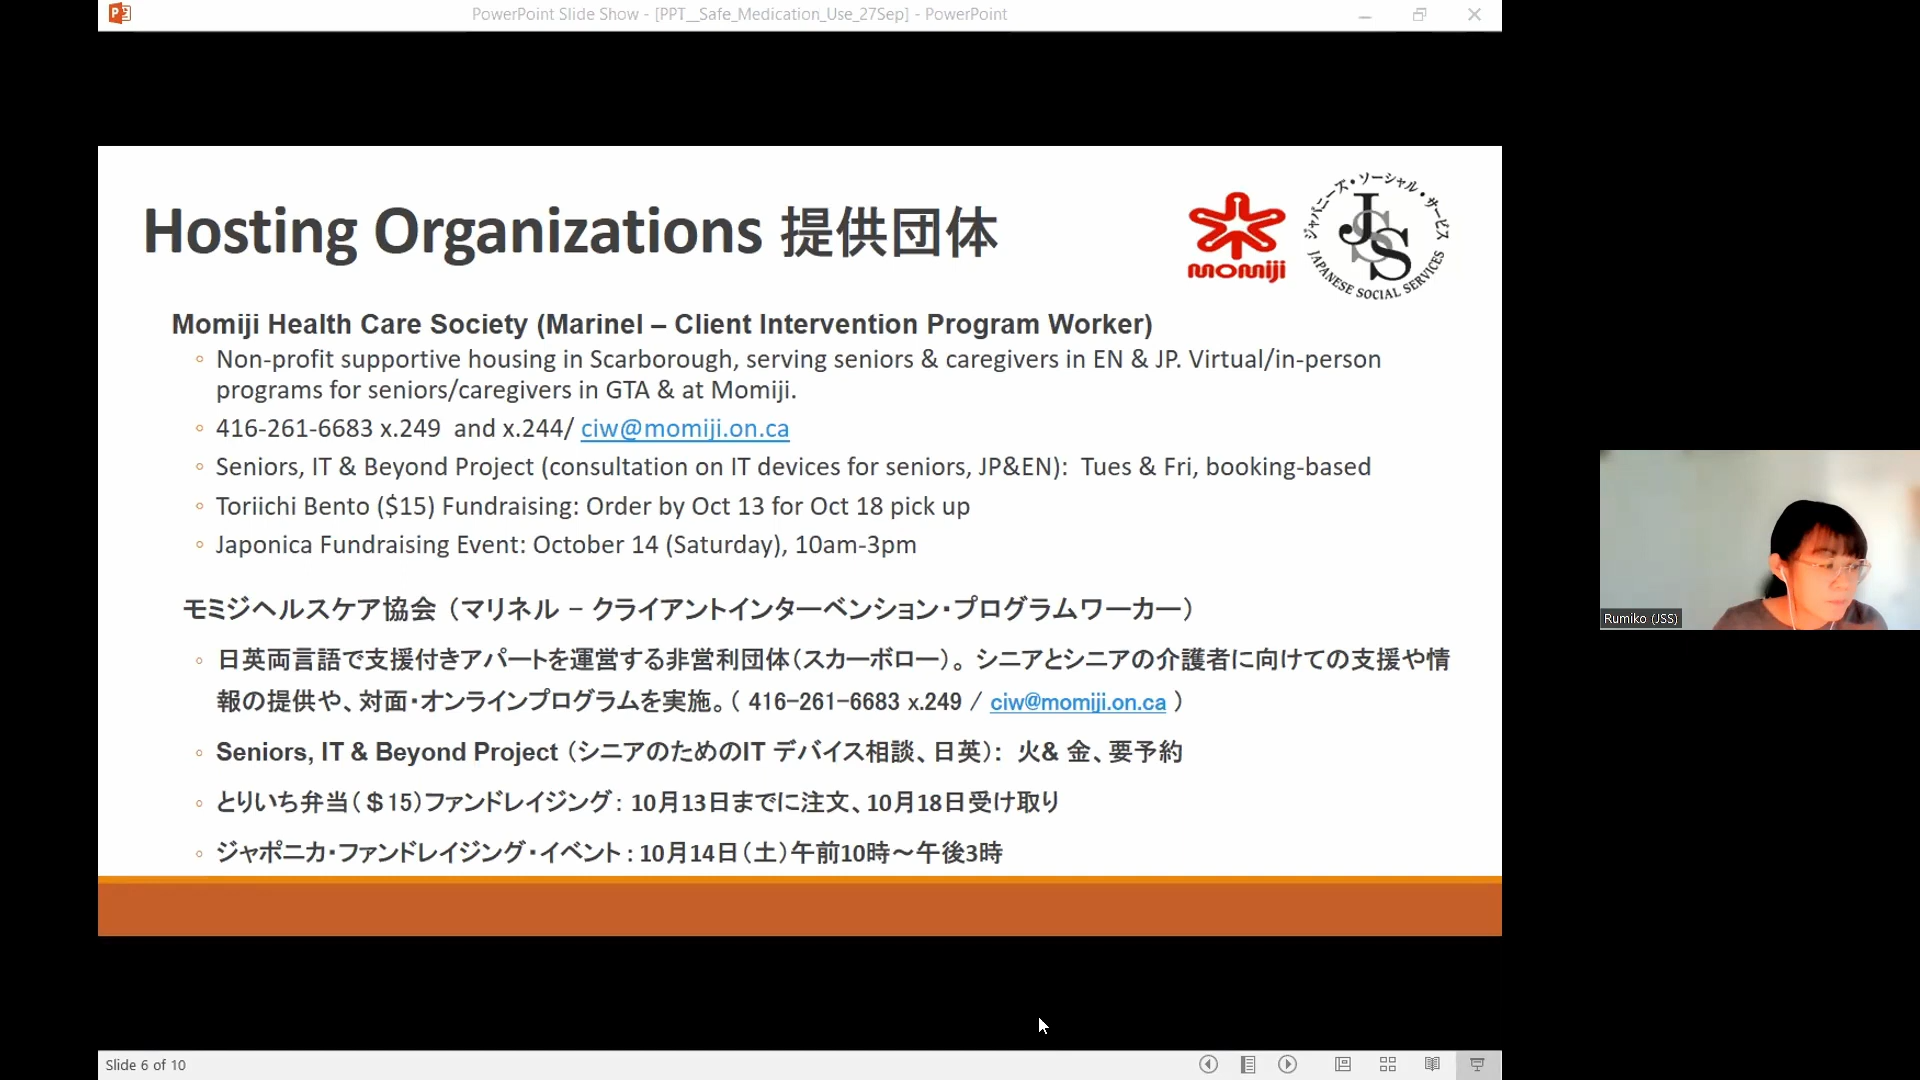 PowerPoint Slide Show - [PPT__Safe_Medication_Use_27Sep] - PowerPoint
Hosting Organizations 提供団体
momiji
ジャパニーズ・ソーシャル・サービス
JSS
JAPANESE SOCIAL SERVICES
Momiji Health Care Society (Marinel – Client Intervention Program Worker)
Non-profit supportive housing in Scarborough, serving seniors & caregivers in EN & JP. Virtual/in-person
programs for seniors/caregivers in GTA & at Momiji.
416-261-6683 x.249 and x.244/ ciw@momiji.on.ca
Seniors, IT & Beyond Project (consultation on IT devices for seniors, JP&EN): Tues & Fri, booking-based
Toriichi Bento ($15) Fundraising: Order by Oct 13 for Oct 18 pick up
Japonica Fundraising Event: October 14 (Saturday), 10am-3pm
モミジヘルスケア協会（マリネル – クライアントインターベンション・プログラムワーカー）
日英両言語で支援付きアパートを運営する非営利団体（スカーボロー）。シニアとシニアの介護者に向けての支援や情
報の提供や、対面・オンラインプログラムを実施。（ 416-261-6683 x.249 / ciw@momiji.on.ca ）
Seniors, IT & Beyond Project（シニアのためのIT デバイス相談、日英）： 火& 金、要予約
とりいち弁当（＄15）ファンドレイジング： 10月13日までに注文、10月18日受け取り
ジャポニカ・ファンドレイジング・イベント：10月14日（土）午前10時～午後3時
Rumiko (JSS)
Slide 6 of 10